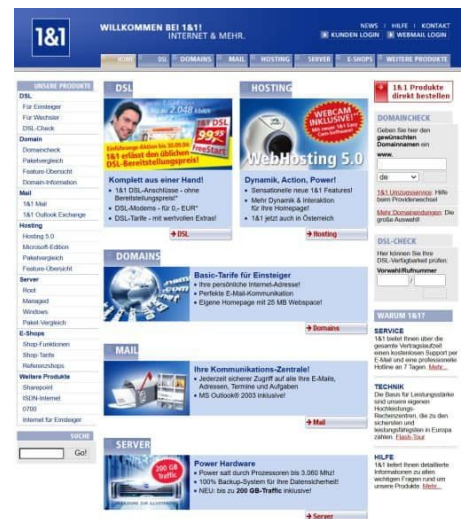 1&1
WILLKOMMEN BEI 1&1!
INTERNET & MEHR.
NEWS | HILFE | KONTAKT
KUNDEN LOGIN WEBMAIL LOGIN
HOME DSL DOMAINS MAIL HOSTING SERVER E-SHOPS WEITERE PRODUKTE
UNSERE PRODUKTE
DSL
Für Einsteiger
Für Wechsler
DSL-Check
Domain
Domaincheck
Paketvergleich
Feature-Übersicht
Domain-Information
Mail
1&1 Mail
1&1 Outlook Exchange
Hosting
Hosting 5.0
Microsoft-Edition
Paketvergleich
Feature-Übersicht
Server
Root
Managed
Windows
Paket-Vergleich
E-Shops
Shop-Funktionen
Shop-Tarife
Referenzshops
Weitere Produkte
Sharepoint
ISDN-Internet
0700
Internet für Einsteiger
SUCHE
Go!
DSL
2.048
1&1 DSL
99,95
FreeStart
Einführungs-Aktion bis 30.09.04:
1&1 erlässt den üblichen
DSL-Bereitstellungspreis!
Komplett aus einer Hand!
1&1 DSL-Anschlüsse - ohne
Bereitstellungspreis*
DSL-Modems - für 0,- EUR*
DSL-Tarife - mit wertvollen Extras!
DSL
HOSTING
WEBCAM
INKLUSIVE!*
WebHosting 5.0
Dynamik, Action, Power!
Sensationelle neue 1&1 Features!
Mehr Dynamik & Interaktion
für Ihre Homepage!
1&1 jetzt auch in Österreich
Hosting
DOMAINS
Basic-Tarife für Einsteiger
Ihre persönliche Internet-Adresse!
Perfekte E-Mail-Kommunikation
Eigene Homepage mit 25 MB Webspace!
Domains
MAIL
Ihre Kommunikations-Zentrale!
Jederzeit sicherer Zugriff auf alle Ihre E-Mails,
Adressen, Termine und Aufgaben
MS Outlook® 2003 inklusive!
Mail
SERVER
200 GB
Traffic
Power Hardware
Power satt durch Prozessoren bis 3.060 Mhz!
100% Backup-System für Ihre Datensicherheit!
NEU: bis zu 200 GB-Traffic inklusive!
Server
1&1 Produkte
direkt bestellen
DOMAINCHECK
Geben Sie hier den
gewünschten
Domainnamen ein
www.
de
1&1 Umzugsservice: Hilfe
beim Providerwechsel
Mehr Domainendungen: Die
große Auswahl!
DSL-CHECK
Hier können Sie Ihre
DSL-Verfügbarkeit prüfen.
Vorwahl/Rufnummer
/
WARUM 1&1?
SERVICE
1&1 bietet Ihnen über die
gesamte Vertragslaufzeit
einen kostenlosen Support per
E-Mail und eine professionelle
Hotline an 7 Tagen. Mehr...
TECHNIK
Die Basis für Leistungsstärke
sind unsere eigenen
Hochleistungs-
Rechenzentren, die zu den
sichersten und
leistungsfähigsten in Europa
zählen. Flash-Tour
HILFE
1&1 liefert Ihnen detaillierte
Informationen zu allen
wichtigen Fragen rund um
unsere Produkte. Mehr...